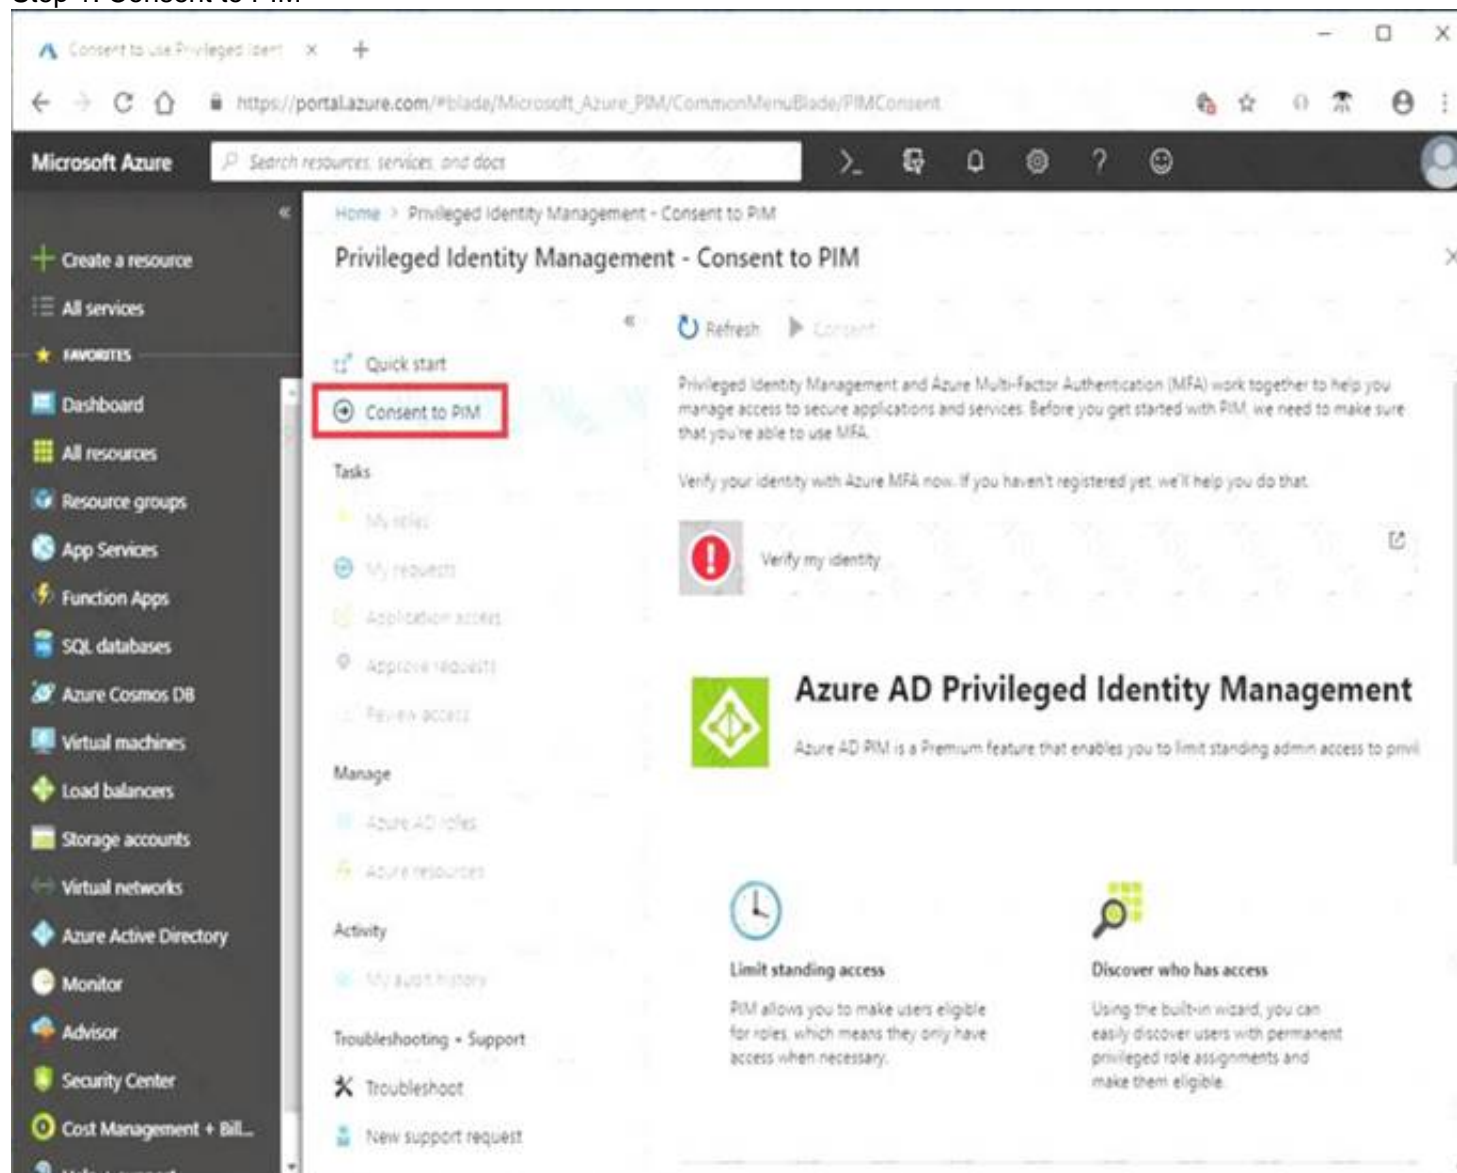 Step 1: Consent to PIM
Consent to use Privileged Ident
https://portal.azure.com/#blade/Microsoft_Azure_PIM/CommonMenuBlade/PIMConsent
Microsoft Azure
Search resources, services, and docs
Home > Privileged Identity Management - Consent to PIM
Privileged Identity Management - Consent to PIM
Create a resource
All services
FAVORITES
Dashboard
All resources
Resource groups
App Services
Function Apps
SQL databases
Azure Cosmos DB
Virtual machines
Load balancers
Storage accounts
Virtual networks
Azure Active Directory
Monitor
Advisor
Security Center
Cost Management + Bill...
Help + support
Quick start
Consent to PIM
Tasks
My roles
My requests
Application access
Approve requests
Review access
Manage
Azure AD roles
Azure resources
Activity
My audit history
Troubleshooting + Support
Troubleshoot
New support request
Refresh
Consent
Privileged Identity Management and Azure Multi-Factor Authentication (MFA) work together to help you
manage access to secure applications and services. Before you get started with PIM, we need to make sure
that you're able to use MFA.
Verify your identity with Azure MFA now. If you haven't registered yet, we'll help you do that.
Verify my identity
Azure AD Privileged Identity Management
Azure AD PIM is a Premium feature that enables you to limit standing admin access to privil
Limit standing access
PIM allows you to make users eligible
for roles, which means they only have
access when necessary.
Discover who has access
Using the built-in wizard, you can
easily discover users with permanent
privileged role assignments and
make them eligible.